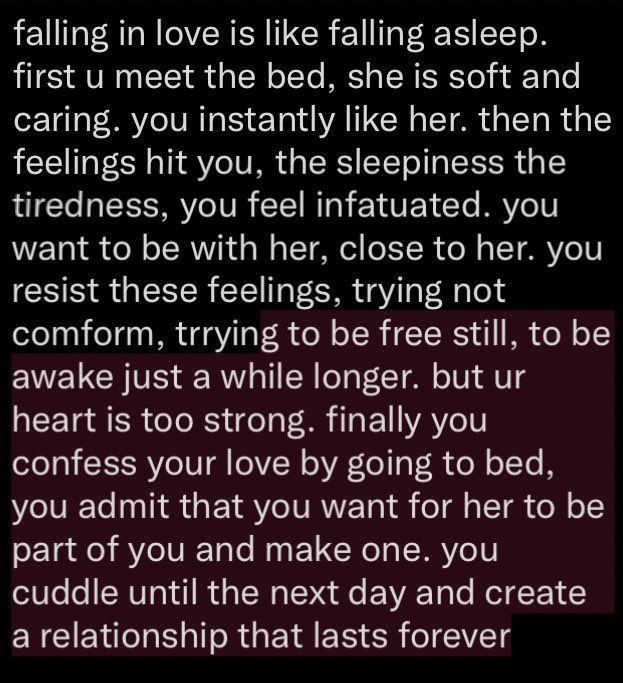 falling in love is like falling asleep.
first u meet the bed, she is soft and
caring. you instantly like her. then the
feelings hit you, the sleepiness the
tiredness, you feel infatuated. you
want to be with her, close to her. you
resist these feelings, trying not
comform, trrying to be free still, to be
awake just a while longer. but ur
heart is too strong. finally you
confess your love by going to bed,
you admit that you want for her to be
part of you and make one. you
cuddle until the next day and create
a relationship that lasts forever